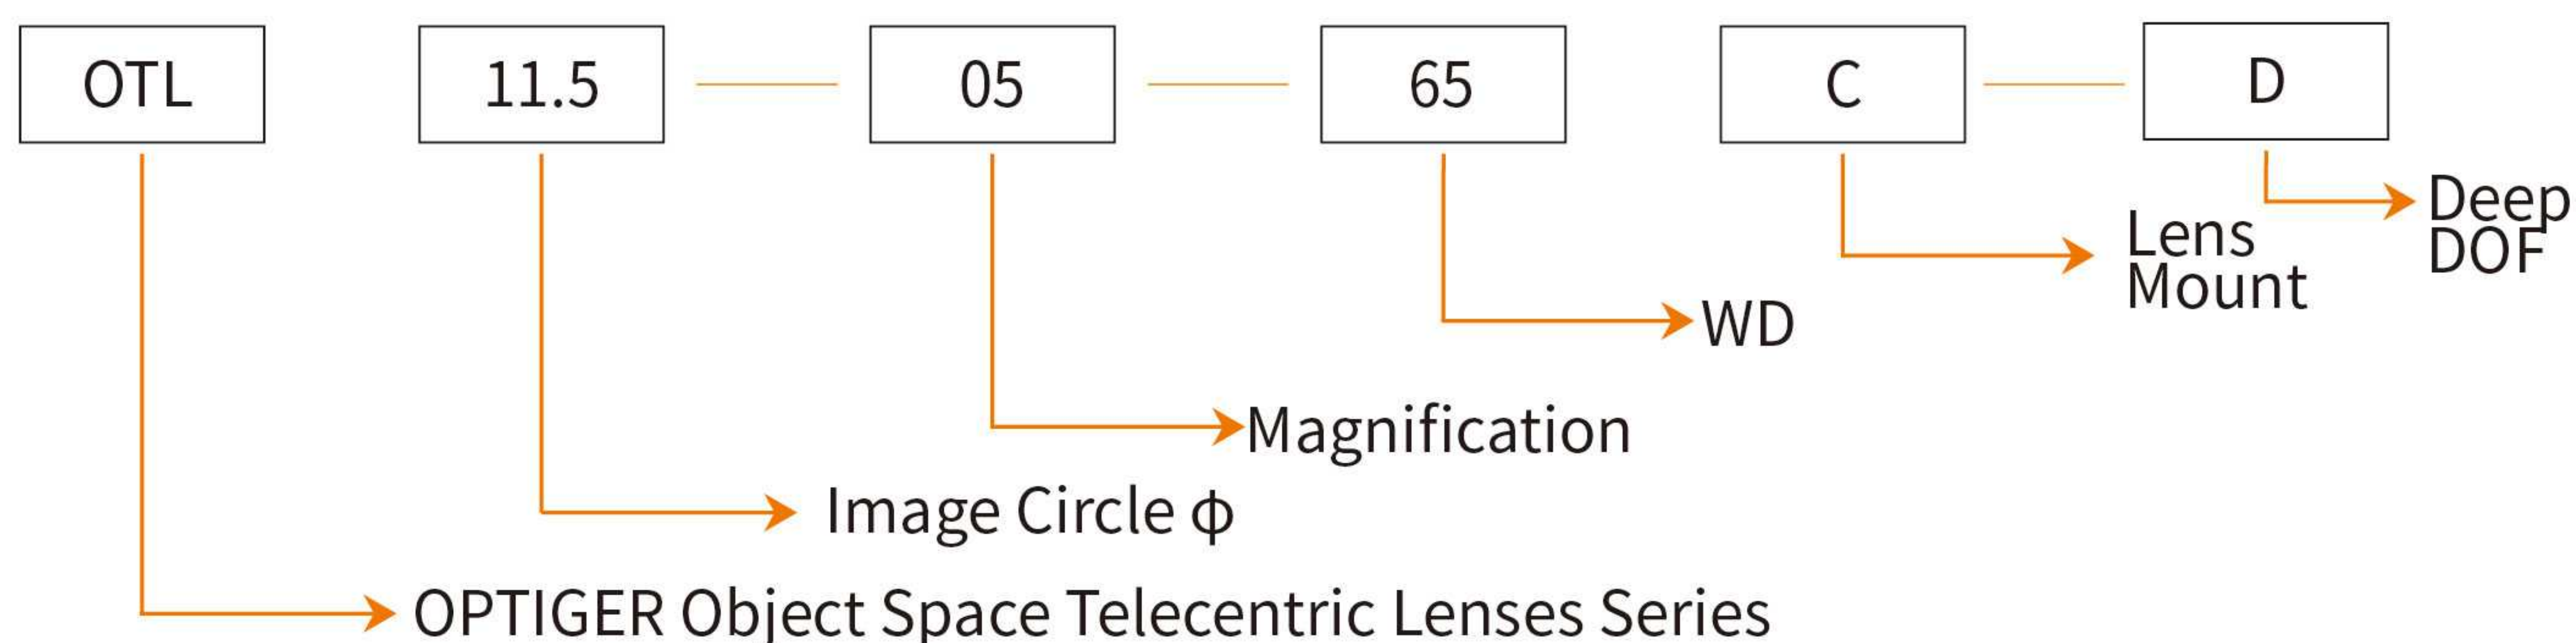 OTL 11.5 05 65 C D
Deep
DOF
Lens
Mount
WD
Magnification
Image Circle ϕ
OPTIGER Object Space Telecentric Lenses Series